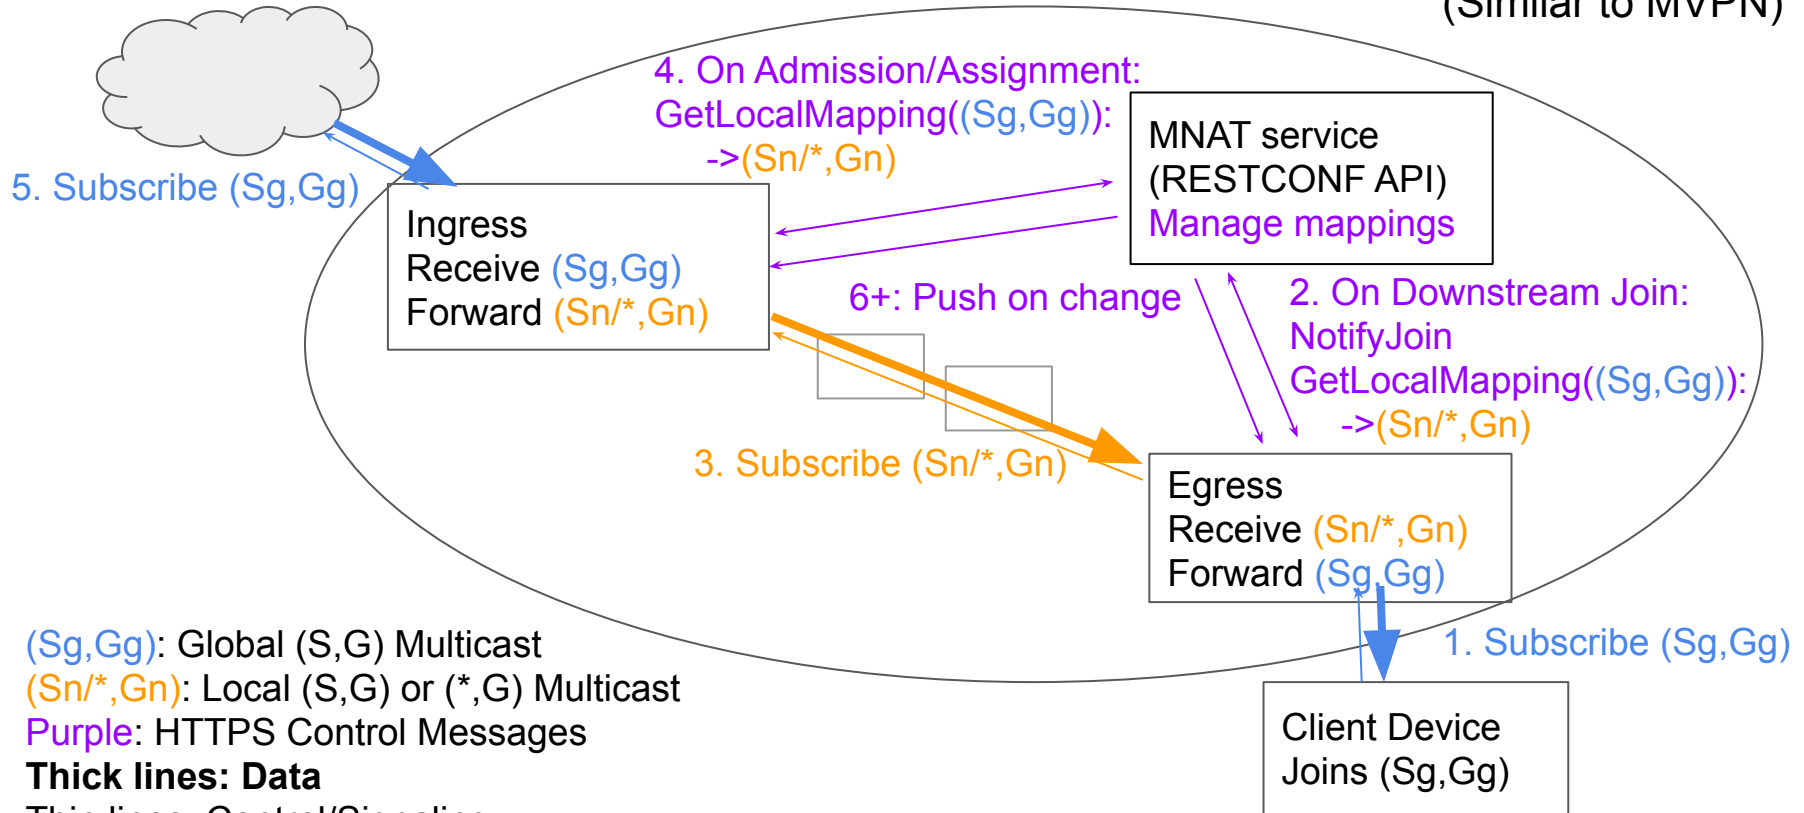 (Similar to MVPN)
4. On Admission/Assignment:
GetLocalMapping((Sg,Gg)):
->(Sn/*,Gn)
MNAT service
(RESTCONF API)
Manage mappings
5. Subscribe (Sg,Gg)
Ingress
Receive (Sg,Gg)
Forward (Sn/*,Gn)
6+: Push on change
2. On Downstream Join:
NotifyJoin
GetLocalMapping((Sg,Gg)):
->(Sn/*,Gn)
3. Subscribe (Sn/*,Gn)
Egress
Receive (Sn/*,Gn)
Forward (Sg,Gg)
1. Subscribe (Sg,Gg)
(Sg,Gg): Global (S,G) Multicast
(Sn/*,Gn): Local (S,G) or (*,G) Multicast
Purple: HTTPS Control Messages
Thick lines: Data
Thin lines: Control/Signaling
Client Device
Joins (Sg,Gg)